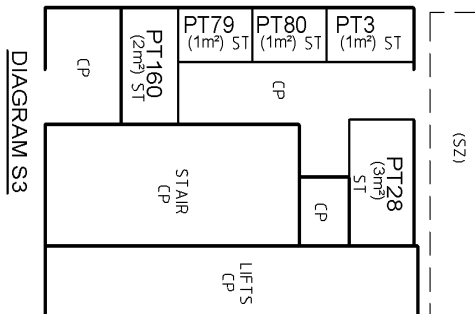 PT79
(1m²) ST
PT80
(1m²) ST
PT3
(1m²) ST
PT160
(2m²) ST
CP
CP
(SZ)
PT28
(3m²)
ST
STAIR
CP
CP
LIFTS
CP
DIAGRAM S3